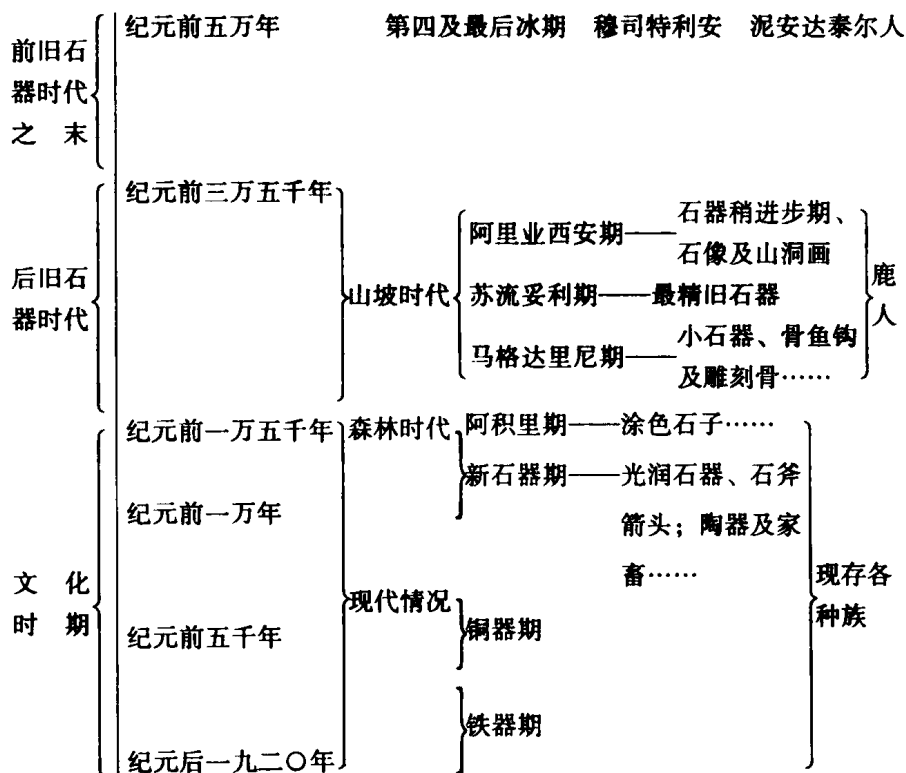 纪元前五万年 第四及最后冰期 穆司特利安 泥安达泰尔人
前旧石
器时代
之末
纪元前三万五千年
后旧石
器时代
山坡时代
阿里业西安期——石器稍进步期、
石像及山洞画
苏流妥利期——最精旧石器
马格达里尼期——小石器、骨鱼钩
及雕刻骨……
鹿
人
纪元前一万五千年 森林时代 阿积里期——涂色石子……
新石器期——光润石器、石斧
箭头；陶器及家
畜……
纪元前一万年
文化
时期
现代情况
现存各
种族
纪元前五千年
铜器期
铁器期
纪元后一九二〇年